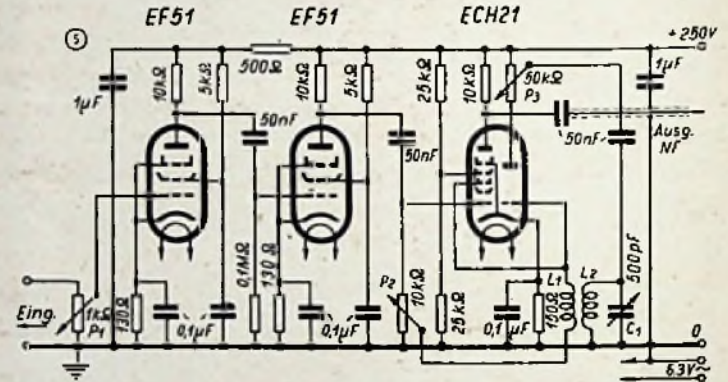 EF51
EF51
ECH21
5
+250V
500Ω
10kΩ
5kΩ
10kΩ
5kΩ
25kΩ
10kΩ
50kΩ
P3
1µF
1µF
50nF
50nF
50nF
Ausg.
NF
Eing.
1kΩ
P1
130Ω
0,1µF
0,1MΩ
130Ω
0,1µF
P2
10kΩ
25kΩ
0,1µF
L1
120Ω
L2
500pF
C1
0
6.3V~